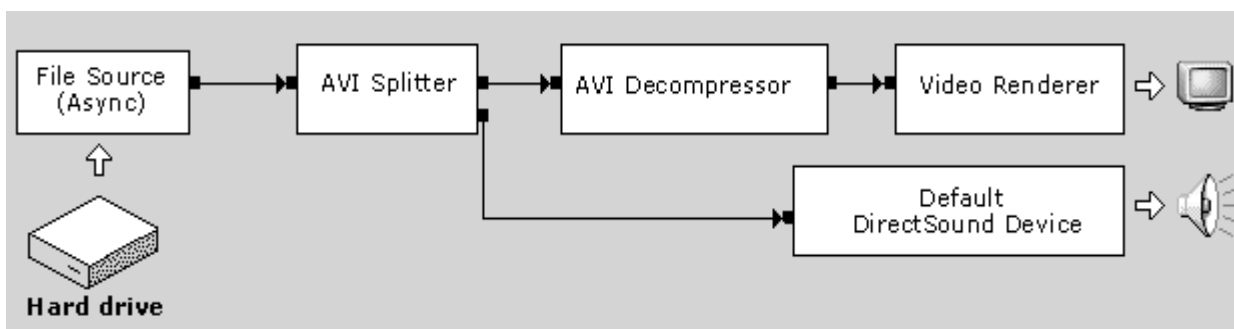 File Source
(Async)
AVI Splitter
AVI Decompressor
Video Renderer
Default
DirectSound Device
Hard drive